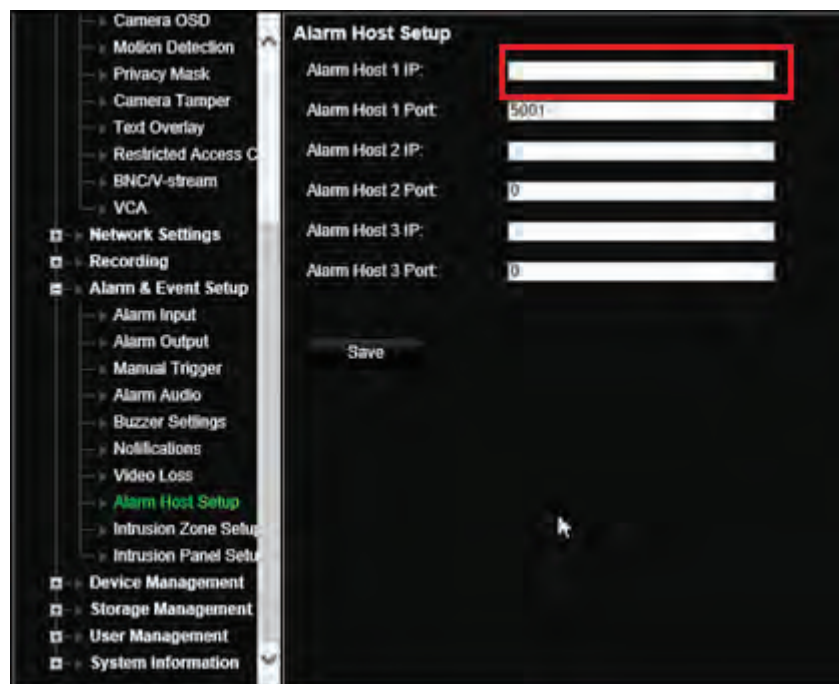 Camera OSD
Motion Detection
Privacy Mask
Camera Tamper
Text Overlay
Restricted Access C
BNC/V-stream
VCA
Network Settings
Recording
Alarm & Event Setup
Alarm Input
Alarm Output
Manual Trigger
Alarm Audio
Buzzer Settings
Notifications
Video Loss
Alarm Host Setup
Intrusion Zone Setup
Intrusion Panel Setu
Device Management
Storage Management
User Management
System Information
Alarm Host Setup
Alarm Host 1 IP:
Alarm Host 1 Port: 5001
Alarm Host 2 IP:
Alarm Host 2 Port: 0
Alarm Host 3 IP:
Alarm Host 3 Port: 0
Save